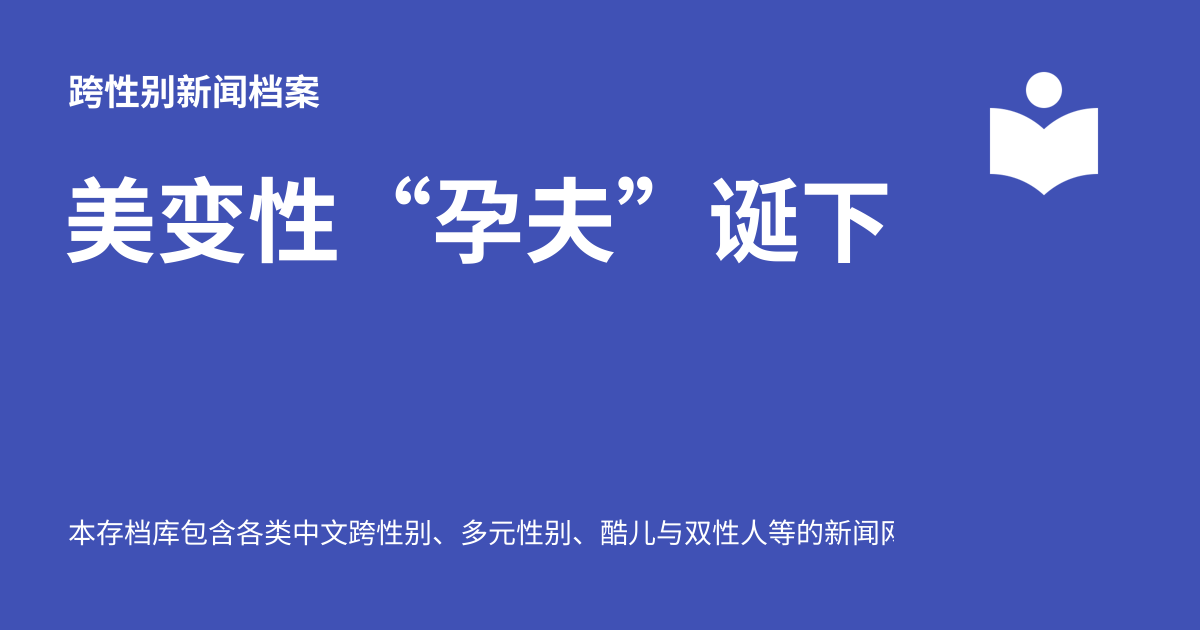 跨性别新闻档案
美变性“孕夫”诞下
本存档库包含各类中文跨性别、多元性别、酷儿与双性人等的新闻